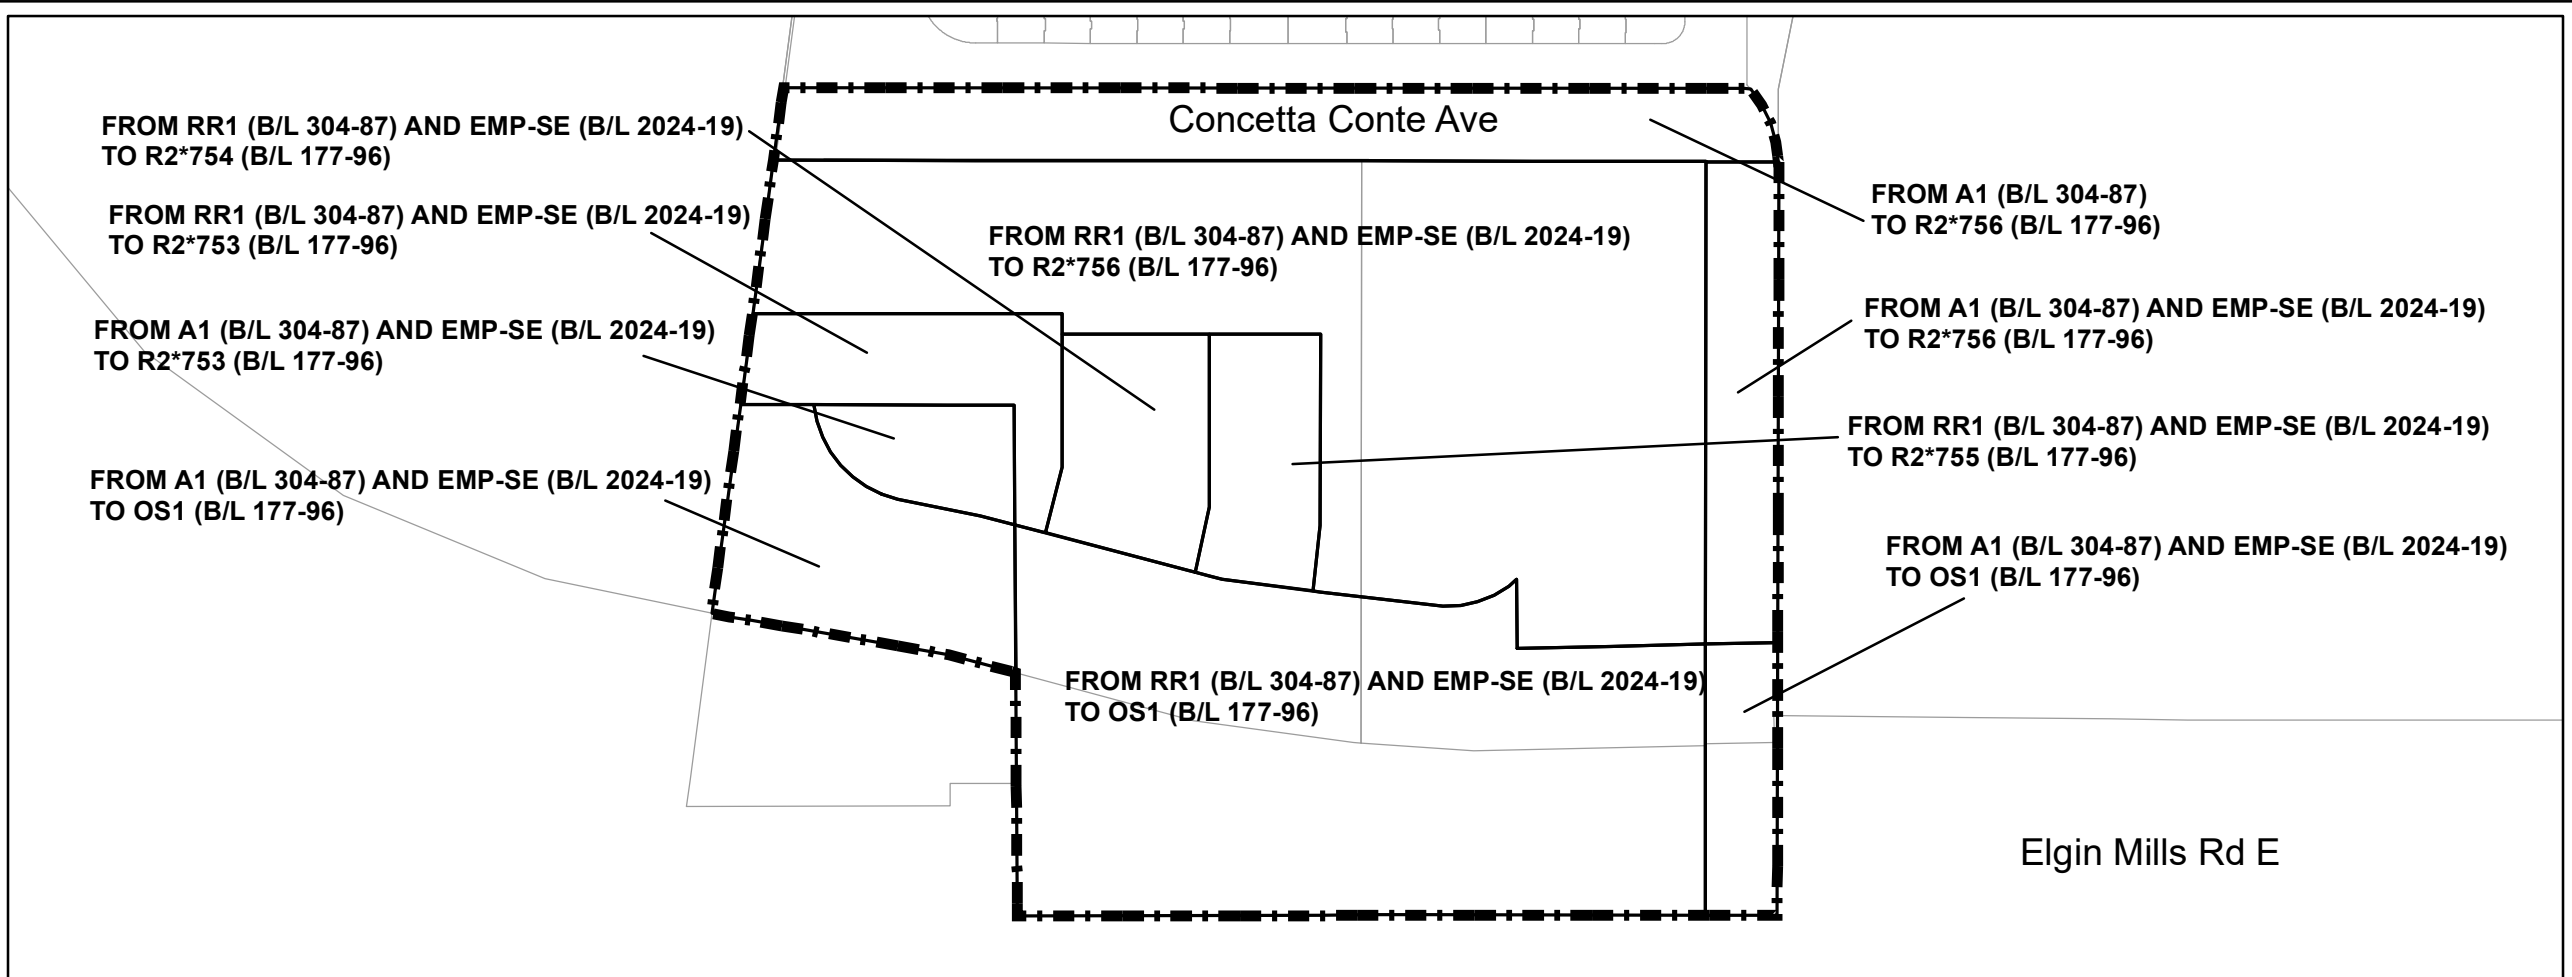 Concetta Conte Ave
FROM RR1 (B/L 304-87) AND EMP-SE (B/L 2024-19)
TO R2*754 (B/L 177-96)
FROM RR1 (B/L 304-87) AND EMP-SE (B/L 2024-19)
TO R2*753 (B/L 177-96)
FROM A1 (B/L 304-87) AND EMP-SE (B/L 2024-19)
TO R2*753 (B/L 177-96)
FROM A1 (B/L 304-87) AND EMP-SE (B/L 2024-19)
TO OS1 (B/L 177-96)
FROM RR1 (B/L 304-87) AND EMP-SE (B/L 2024-19)
TO R2*756 (B/L 177-96)
FROM RR1 (B/L 304-87) AND EMP-SE (B/L 2024-19)
TO OS1 (B/L 177-96)
FROM A1 (B/L 304-87)
TO R2*756 (B/L 177-96)
FROM A1 (B/L 304-87) AND EMP-SE (B/L 2024-19)
TO R2*756 (B/L 177-96)
FROM RR1 (B/L 304-87) AND EMP-SE (B/L 2024-19)
TO R2*755 (B/L 177-96)
FROM A1 (B/L 304-87) AND EMP-SE (B/L 2024-19)
TO OS1 (B/L 177-96)
Elgin Mills Rd E